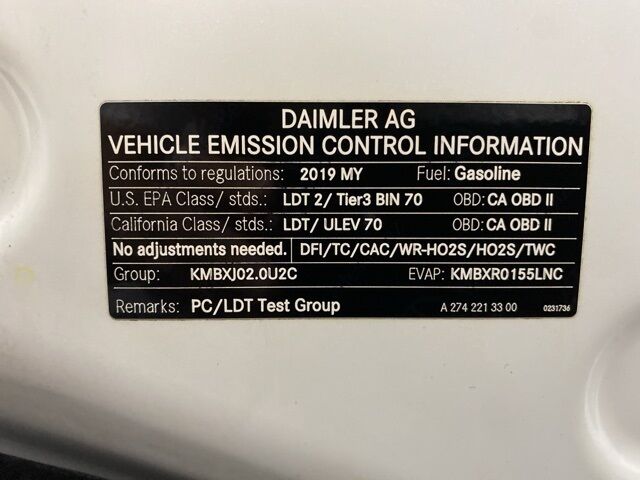 DAIMLER AG
VEHICLE EMISSION CONTROL INFORMATION
Conforms to regulations: 2019 MY Fuel: Gasoline
U.S. EPA Class/ stds.: LDT 2/ Tier3 BIN 70 OBD: CA OBD II
California Class/ stds.: LDT/ ULEV 70 OBD: CA OBD II
No adjustments needed. DFI/TC/CAC/WR-HO2S/HO2S/TWC
Group: KMBXJ02.0U2C EVAP: KMBXR0155LNC
Remarks: PC/LDT Test Group A 274 221 33 00 0231736